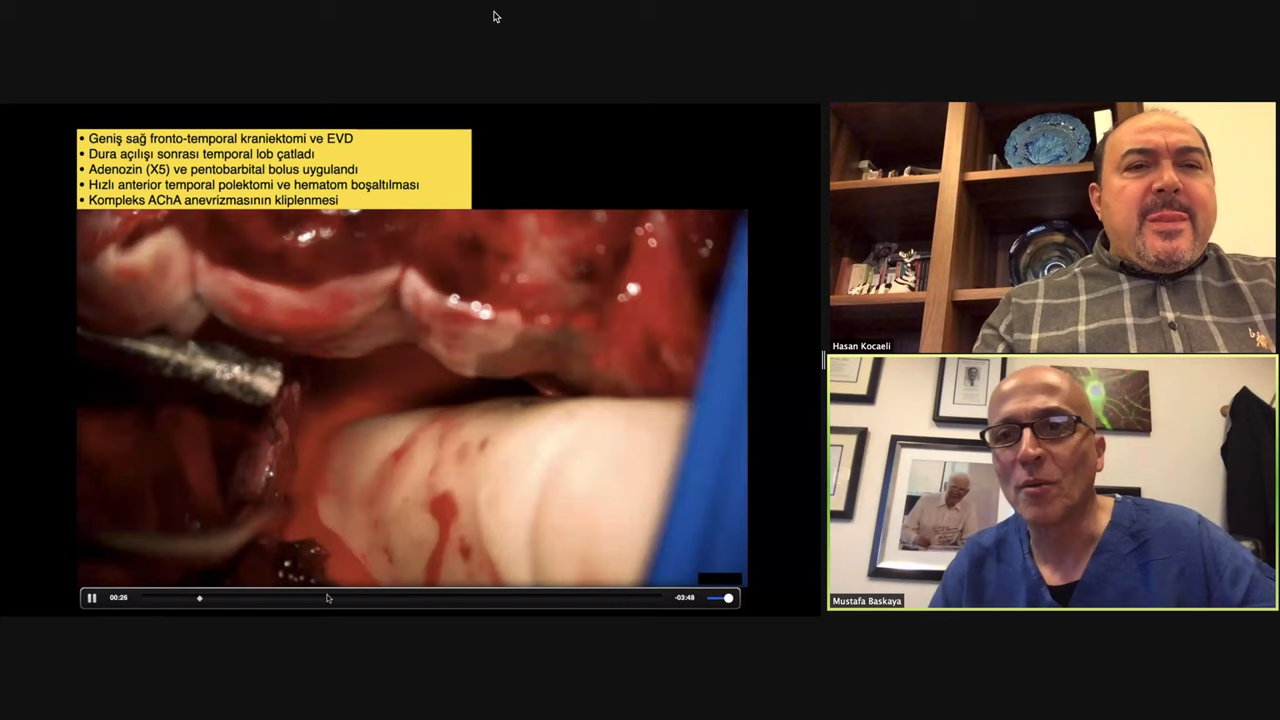 • Geniş sağ fronto-temporal kraniektomi ve EVD
• Dura açılışı sonrası temporal lob çatladı
• Adenozin (X5) ve pentobarbital bolus uygulandı
• Hızlı anterior temporal polektomi ve hematom boşaltılması
• Kompleks AChA anevrizmasının kliplenmesi
00:26
-03:48
Hasan Kocaeli
Mustafa Baskaya